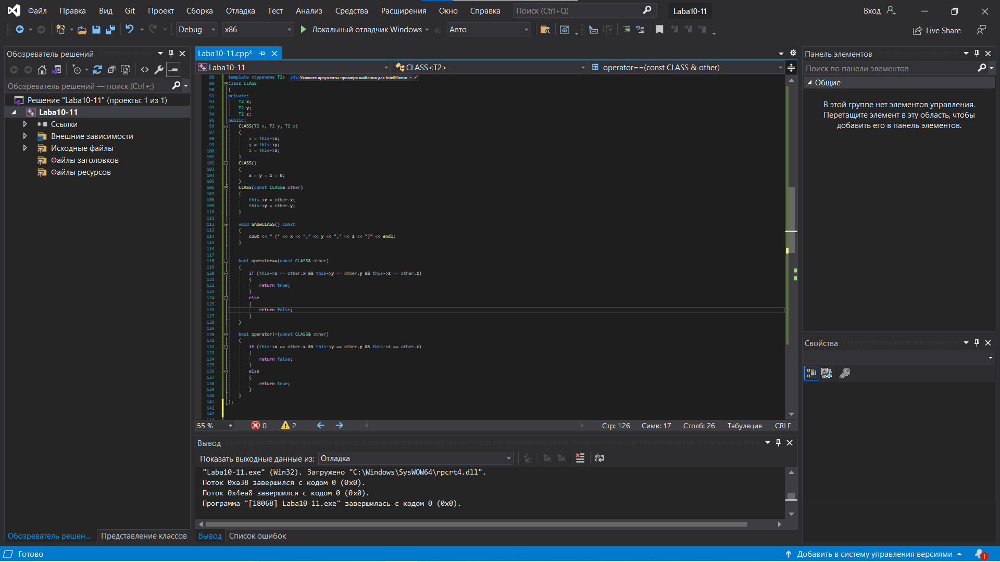 Файл Правка Вид Git Проект Сборка Отладка Тест Анализ Средства Расширения Окно Справка Поиск (Ctrl+Q) Laba10-11 Вход
Debug x86 Локальный отладчик Windows Авто Live Share
Обозреватель решений
Обозреватель решений — поиск (Ctrl+;)
Решение "Laba10-11" (проекты: 1 из 1)
Laba10-11
Ссылки
Внешние зависимости
Исходные файлы
Файлы заголовков
Файлы ресурсов
Обозреватель решен... Представление классов
Laba10-11.cpp*
Laba10-11 CLASS<T2> operator==(const CLASS & other)
88 template <typename T2> <T> Укажите аргументы примера шаблона для IntelliSense
89 class CLASS
90 {
91 private:
92 T2 x;
93 T2 y;
94 T2 z;
95 public:
96 CLASS(T2 x, T2 y, T2 z)
97 {
98 x = this->x;
99 y = this->y;
100 z = this->z;
101 }
102 CLASS()
103 {
104 x = y = z = 0;
105 }
106 CLASS(const CLASS& other)
107 {
108 this->x = other.x;
109 this->y = other.y;
110 }
111
112 void ShowCLASS() const
113 {
114 cout << " (" << x << "," << y << "," << z << ")" << endl;
115 }
116
117
118 bool operator==(const CLASS& other)
119 {
120 if (this->x == other.x && this->y == other.y && this->z == other.z)
121 {
122 return true;
123 }
124 else
125 {
126 return false;
127 }
128 }
129
130 bool operator!=(const CLASS& other)
131 {
132 if (this->x == other.x && this->y == other.y && this->z == other.z)
133 {
134 return false;
135 }
136 else
137 {
138 return true;
139 }
140 }
141 };
142
143
55 % 0 2 Стр: 126 Симв: 17 Столб: 26 Табуляция CRLF
Вывод
Показать выходные данные из: Отладка
"Laba10-11.exe" (Win32). Загружено "C:\Windows\SysWOW64\rpcrt4.dll".
Поток 0xa38 завершился с кодом 0 (0x0).
Поток 0x4ea8 завершился с кодом 0 (0x0).
Программа "[18068] Laba10-11.exe" завершилась с кодом 0 (0x0).
Вывод Список ошибок
Панель элементов
Поиск по панели элементов
Общие
В этой группе нет элементов управления.
Перетащите элемент в эту область, чтобы
добавить его в панель элементов.
Свойства
Готово Добавить в систему управления версиями 1